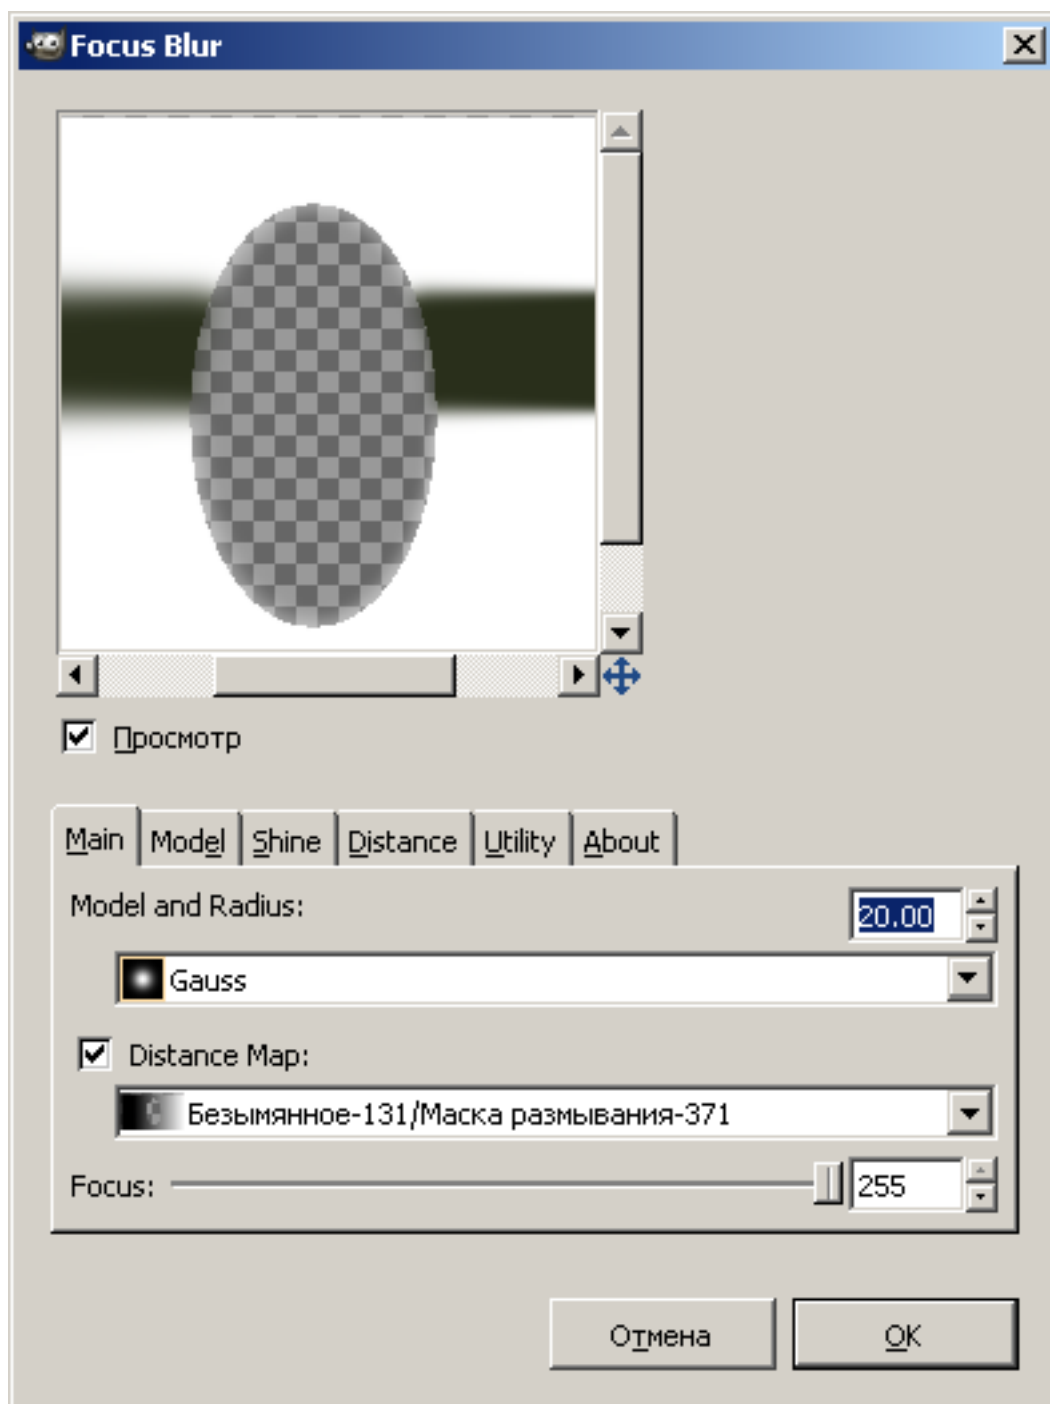 Focus Blur
Просмотр
Main Model Shine Distance Utility About
Model and Radius: 20.00
Gauss
Distance Map:
Безымянное-131/Маска размывания-371
Focus: 255
Отмена OK